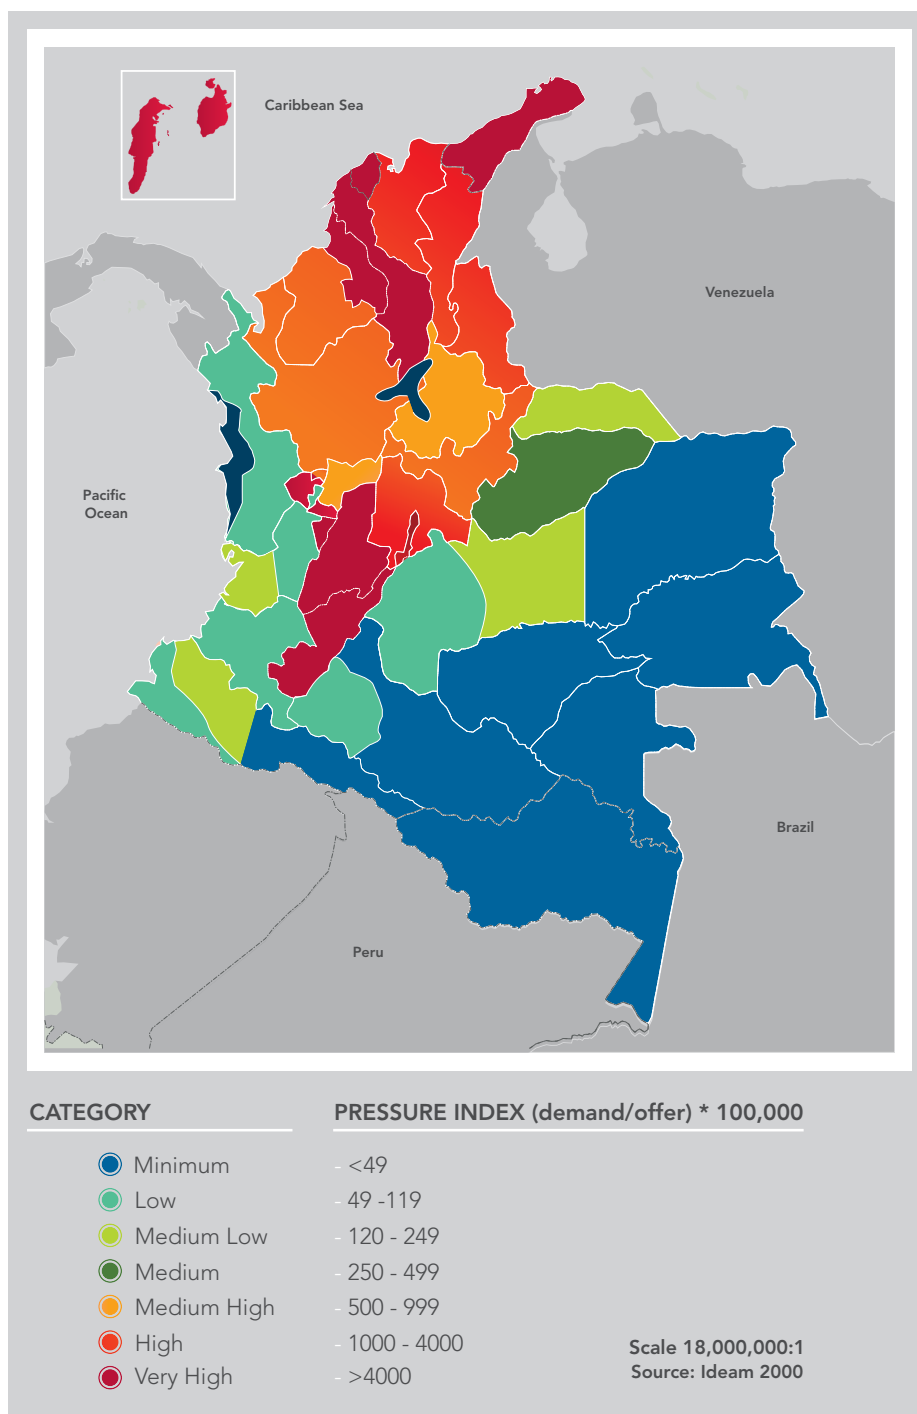 Caribbean Sea
Venezuela
Pacific
Ocean
Brazil
Peru
CATEGORY PRESSURE INDEX (demand/offer) * 100,000
Minimum - <49
Low - 49 -119
Medium Low - 120 - 249
Medium - 250 - 499
Medium High - 500 - 999
High - 1000 - 4000
Very High - >4000
Scale 18,000,000:1
Source: Ideam 2000